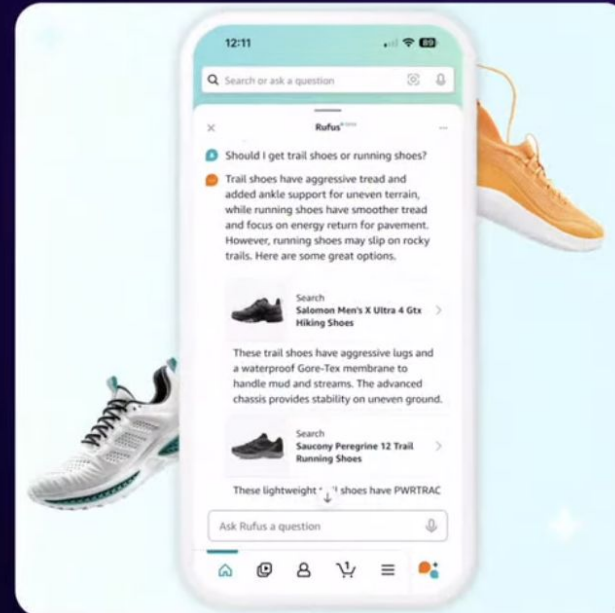 12:11
89
Search or ask a question
Rufus beta
Should I get trail shoes or running shoes?
Trail shoes have aggressive tread and
added ankle support for uneven terrain,
while running shoes have smoother tread
and focus on energy return for pavement.
However, running shoes may slip on rocky
trails. Here are some great options.
Search
Salomon Men's X Ultra 4 Gtx
Hiking Shoes
These trail shoes have aggressive lugs and
a waterproof Gore-Tex membrane to
handle mud and streams. The advanced
chassis provides stability on uneven ground.
Search
Saucony Peregrine 12 Trail
Running Shoes
These lightweight shoes have PWRTRAC
Ask Rufus a question
1